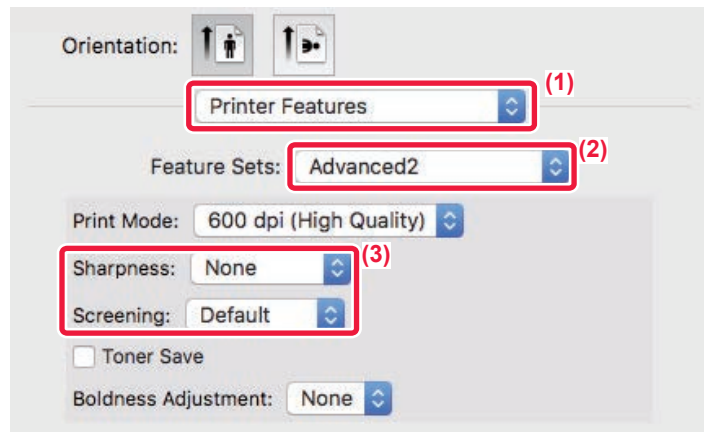 Orientation:
(1)
Printer Features
(2)
Feature Sets: Advanced2
Print Mode: 600 dpi (High Quality)
(3)
Sharpness: None
Screening: Default
Toner Save
Boldness Adjustment: None